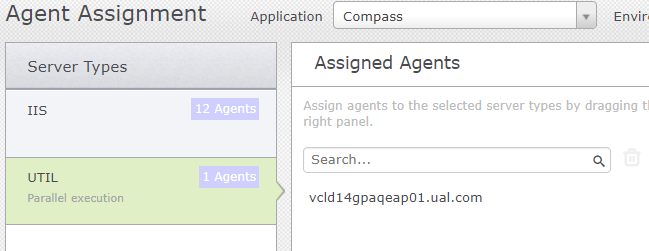 Agent Assignment
Application
Compass
Enviro
Server Types
Assigned Agents
IIS
12 Agents
Assign agents to the selected server types by dragging th
right panel.
Search...
UTIL
1 Agents
Parallel execution
vcld14gpaqeap01.ual.com